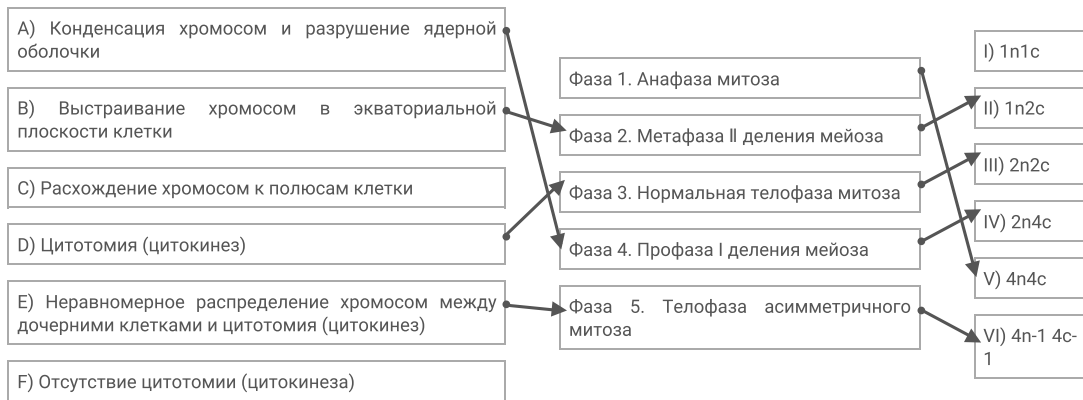 A) Конденсация хромосом и разрушение ядерной
оболочки
B) Выстраивание хромосом в экваториальной
плоскости клетки
C) Расхождение хромосом к полюсам клетки
D) Цитотомия (цитокинез)
E) Неравномерное распределение хромосом между
дочерними клетками и цитотомия (цитокинез)
F) Отсутствие цитотомии (цитокинеза)
Фаза 1. Анафаза митоза
Фаза 2. Метафаза II деления мейоза
Фаза 3. Нормальная телофаза митоза
Фаза 4. Профаза I деления мейоза
Фаза 5. Телофаза асимметричного
митоза
I) 1n1c
II) 1n2c
III) 2n2c
IV) 2n4c
V) 4n4c
VI) 4n-1 4c-
1